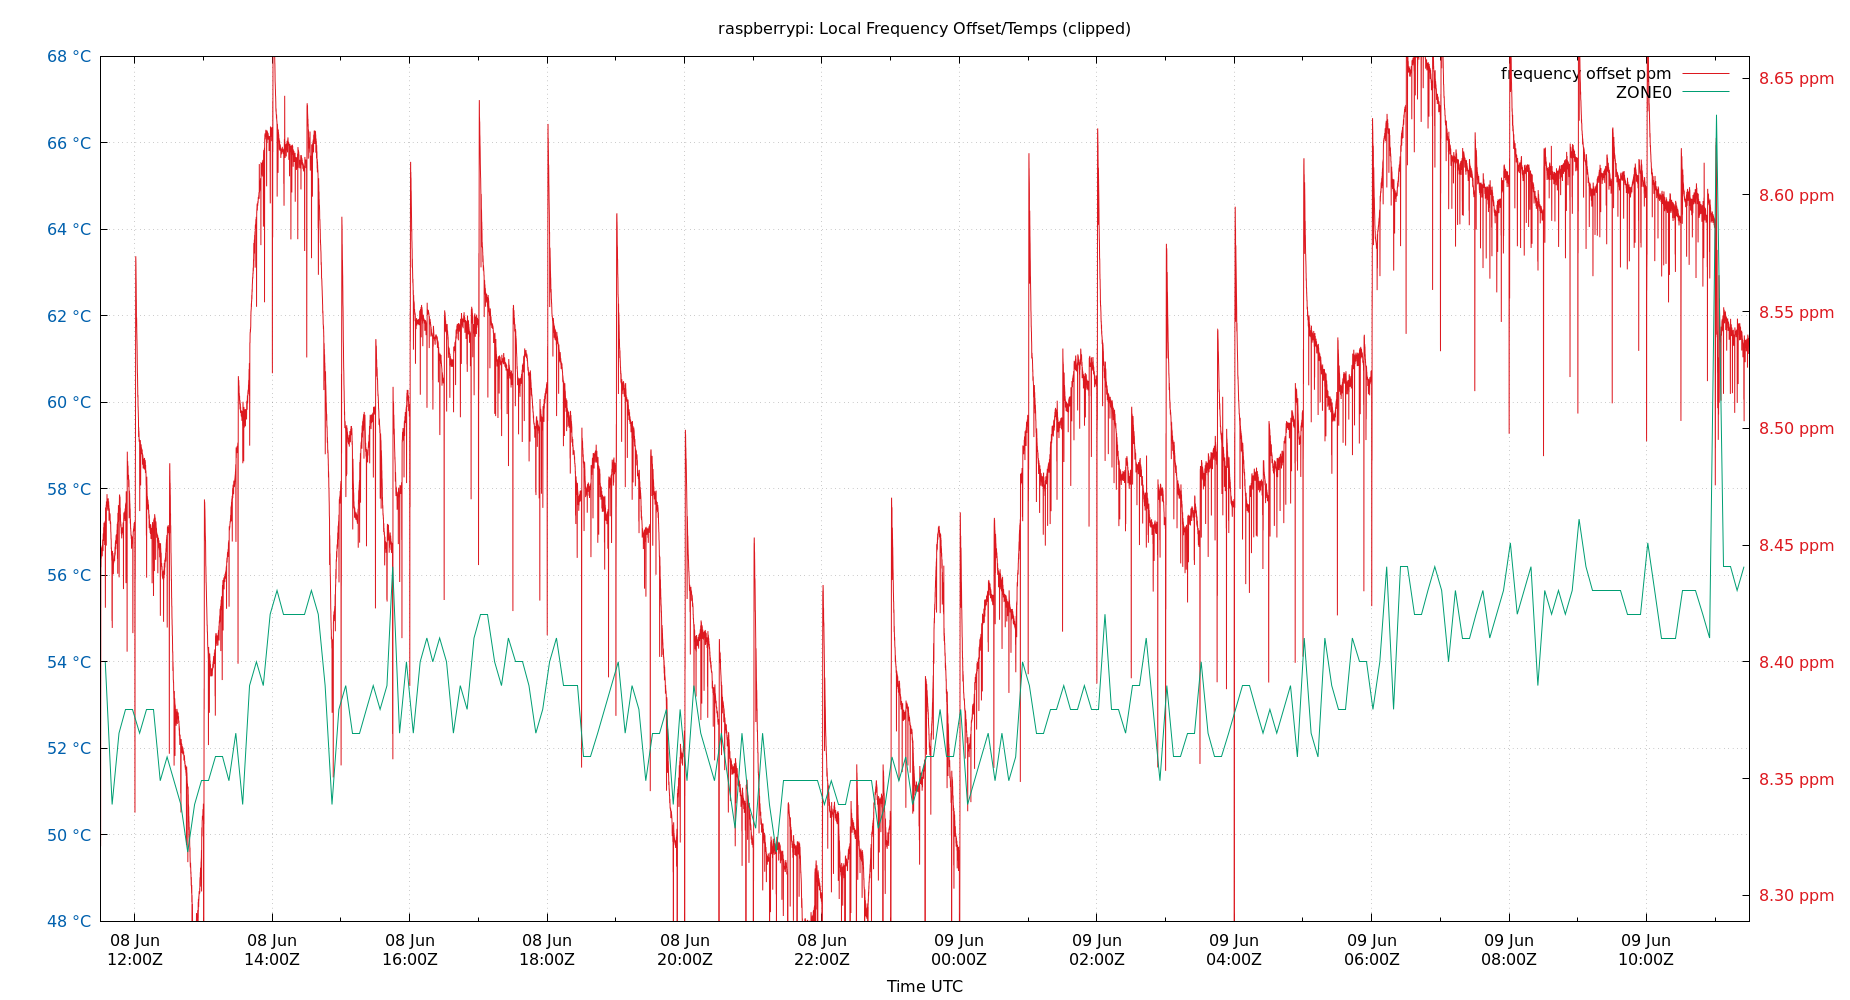 raspberrypi: Local Frequency Offset/Temps (clipped)
68 °C
66 °C
64 °C
62 °C
60 °C
58 °C
56 °C
54 °C
52 °C
50 °C
48 °C
frequency offset ppm
ZONE0
8.65 ppm
8.60 ppm
8.55 ppm
8.50 ppm
8.45 ppm
8.40 ppm
8.35 ppm
8.30 ppm
08 Jun 08 Jun 08 Jun 08 Jun 08 Jun 08 Jun 09 Jun 09 Jun 09 Jun 09 Jun 09 Jun 09 Jun
12:00Z 14:00Z 16:00Z 18:00Z 20:00Z 22:00Z 00:00Z 02:00Z 04:00Z 06:00Z 08:00Z 10:00Z
Time UTC